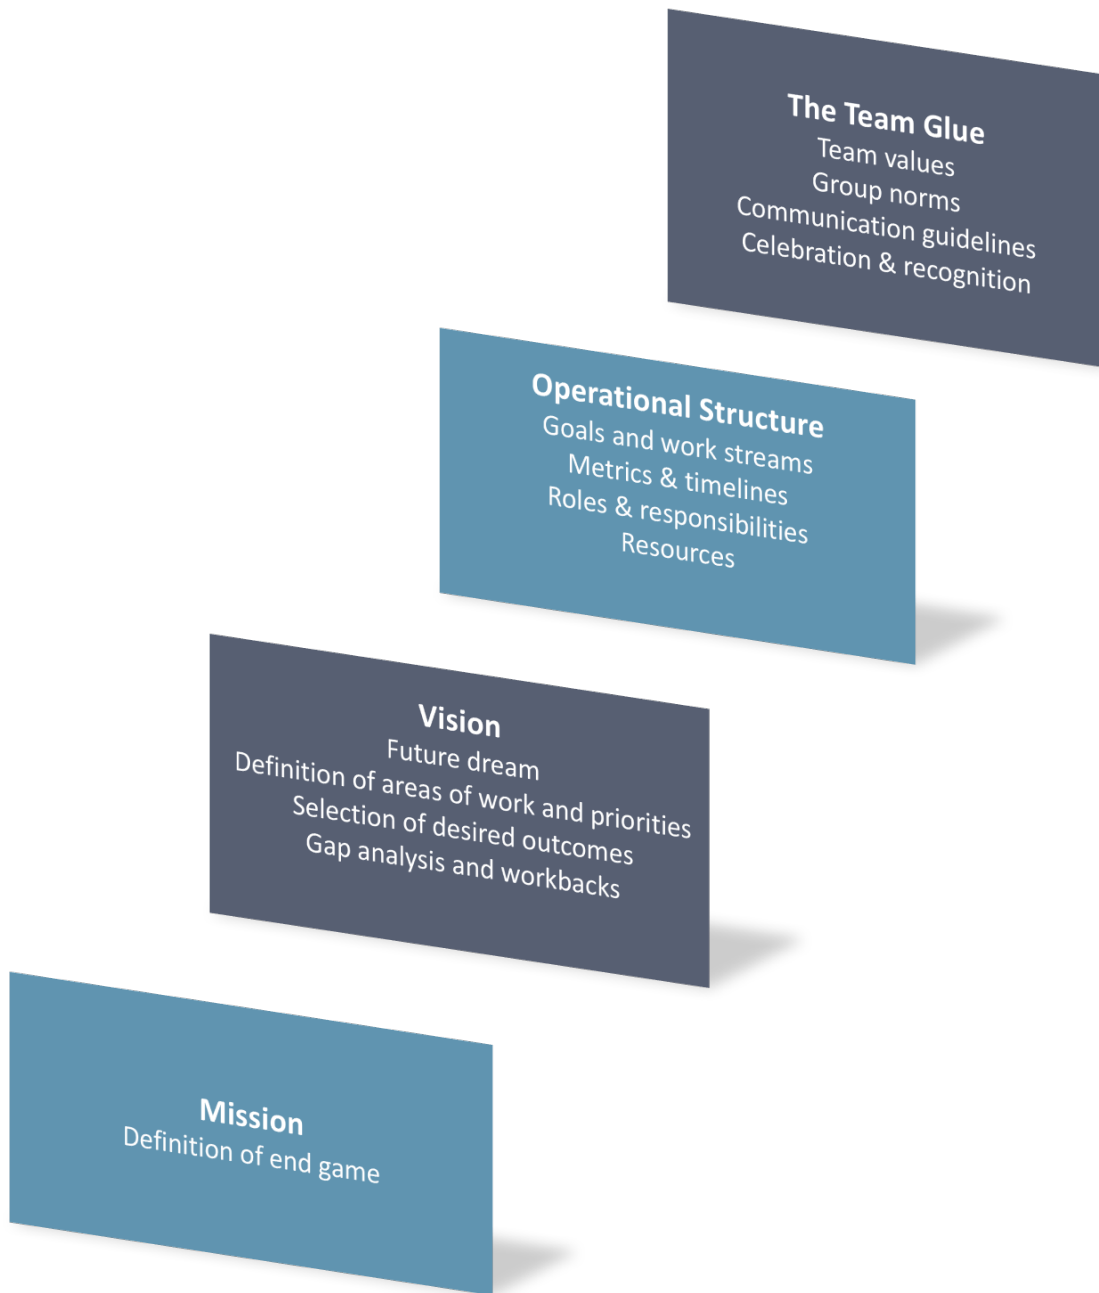 The Team Glue
Team values
Group norms
Communication guidelines
Celebration & recognition
Operational Structure
Goals and work streams
Metrics & timelines
Roles & responsibilities
Resources
Vision
Future dream
Definition of areas of work and priorities
Selection of desired outcomes
Gap analysis and workbacks
Mission
Definition of end game